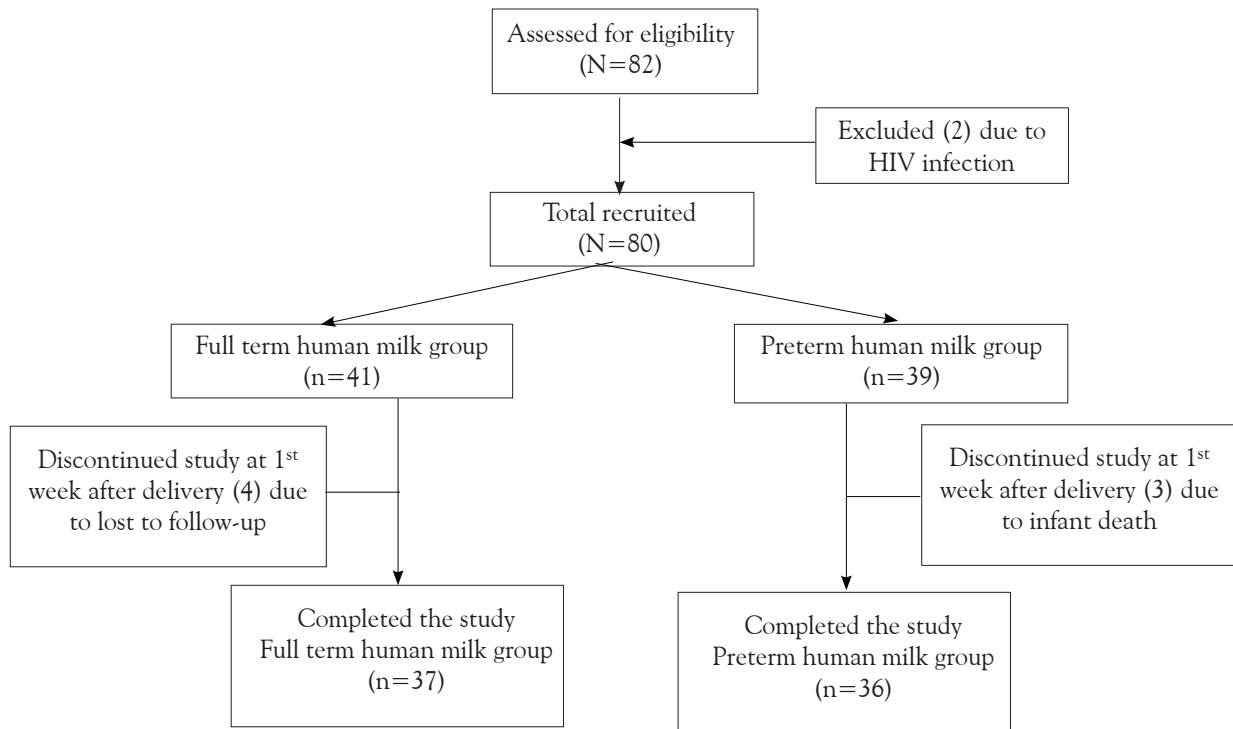 Assessed for eligibility
(N=82)
Excluded (2) due to
HIV infection
Total recruited
(N=80)
Full term human milk group
(n=41)
Preterm human milk group
(n=39)
Discontinued study at 1st
week after delivery (4) due
to lost to follow-up
Discontinued study at 1st
week after delivery (3) due
to infant death
Completed the study
Full term human milk group
(n=37)
Completed the study
Preterm human milk group
(n=36)